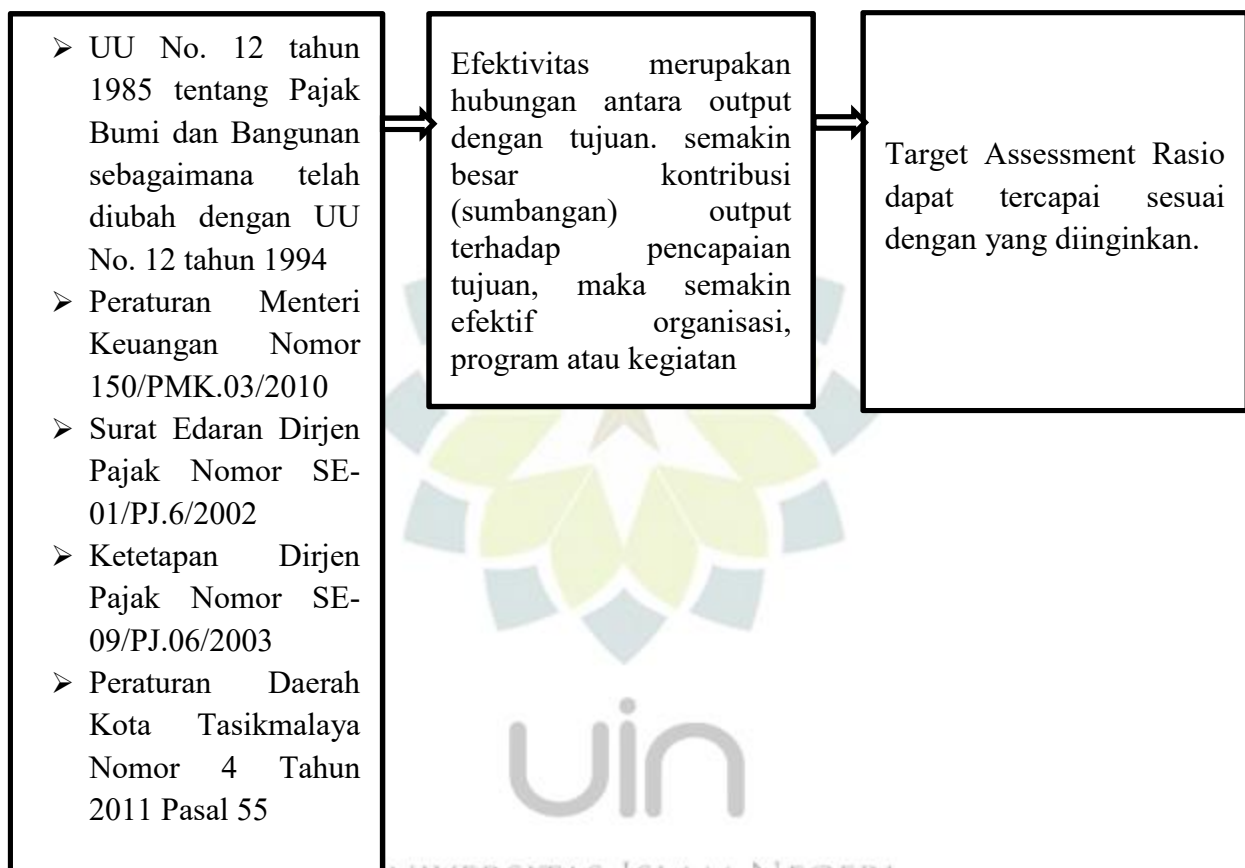 ➢ UU No. 12 tahun
1985 tentang Pajak
Bumi dan Bangunan
sebagaimana telah
diubah dengan UU
No. 12 tahun 1994
➢ Peraturan Menteri
Keuangan Nomor
150/PMK.03/2010
➢ Surat Edaran Dirjen
Pajak Nomor SE-
01/PJ.6/2002
➢ Ketetapan Dirjen
Pajak Nomor SE-
09/PJ.06/2003
➢ Peraturan Daerah
Kota Tasikmalaya
Nomor 4 Tahun
2011 Pasal 55
Efektivitas merupakan
hubungan antara output
dengan tujuan. semakin
besar kontribusi
(sumbangan) output
terhadap pencapaian
tujuan, maka semakin
efektif organisasi,
program atau kegiatan
Target Assessment Rasio
dapat tercapai sesuai
dengan yang diinginkan.
uin
UNIVERSITAS ISLAM NEGERI